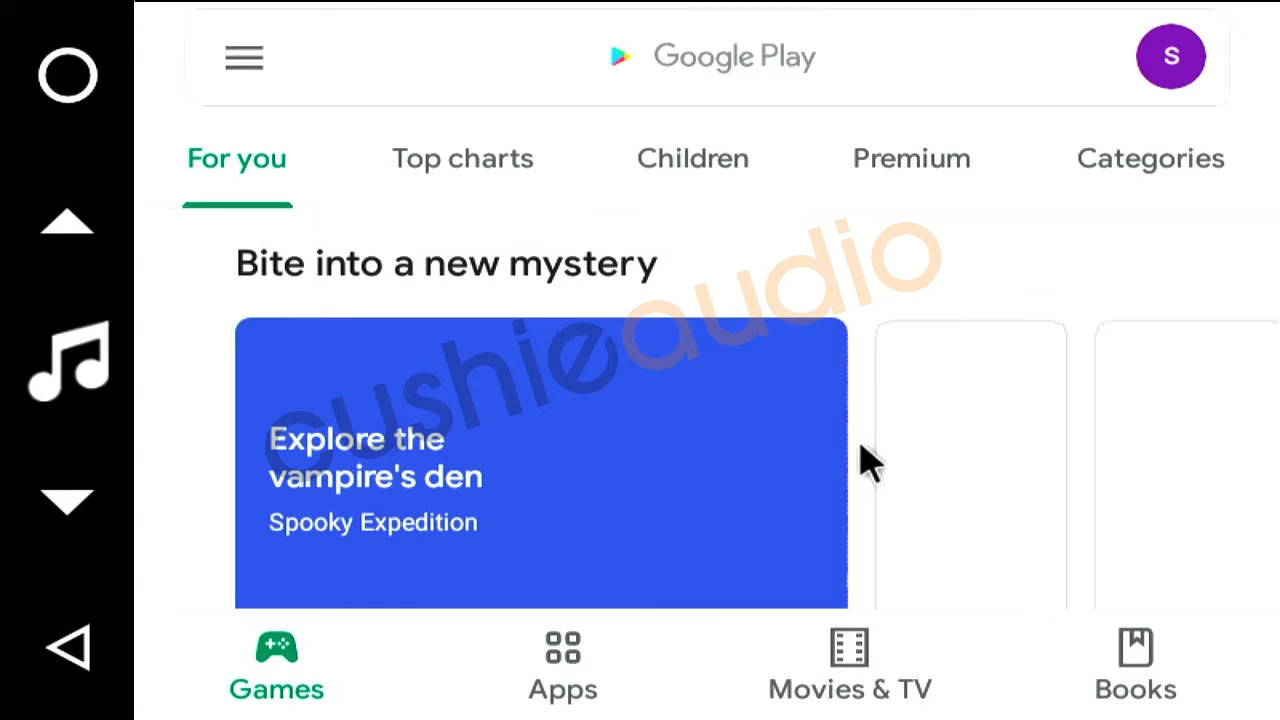 Google Play
S
For you
Top charts
Children
Premium
Categories
Bite into a new mystery
cushieaudio
Explore the
vampire's den
Spooky Expedition
Games
Apps
Movies & TV
Books